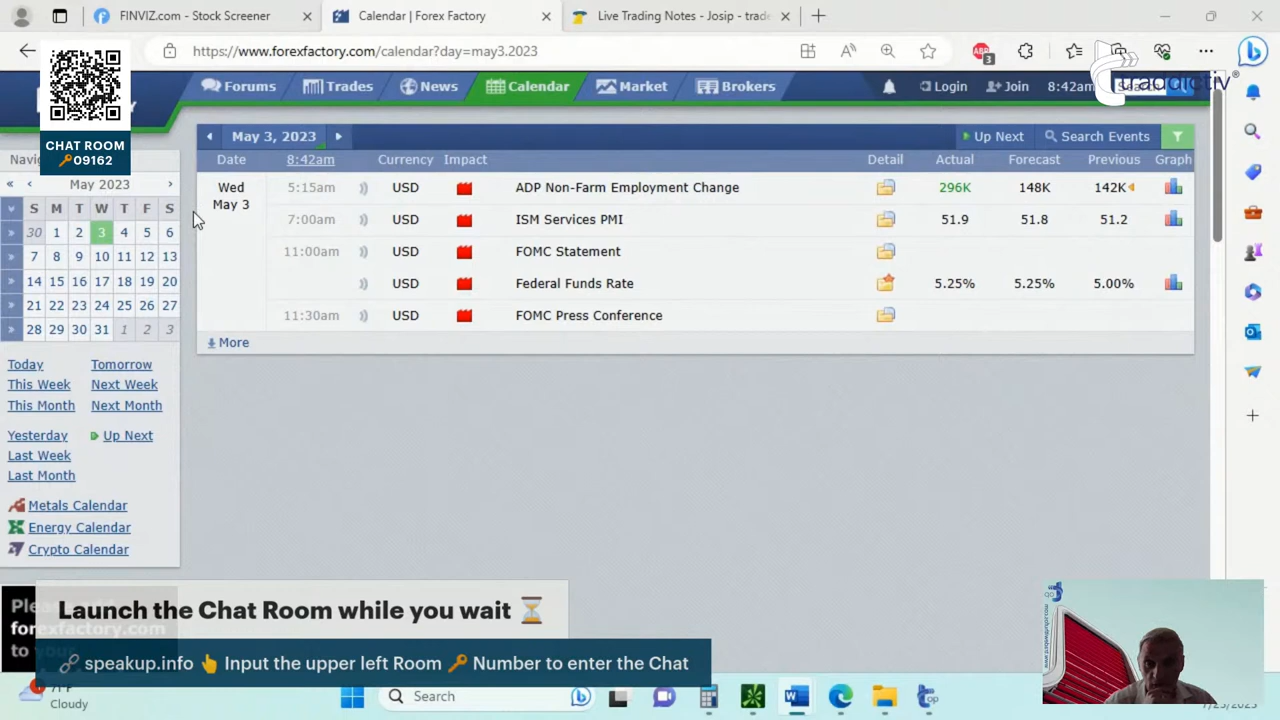 FINVIZ.com - Stock Screener
Calendar | Forex Factory
Live Trading Notes - Josip - trade
https://www.forexfactory.com/calendar?day=may3.2023
3
CHAT ROOM
🔑09162
Forums
Trades
News
Calendar
Market
Brokers
Login
Join
8:42am
Search
tradictiv®
May 3, 2023
Up Next
Search Events
Date 8:42am Currency Impact Detail Actual Forecast Previous Graph
Wed
May 3
5:15am USD ADP Non-Farm Employment Change 296K 148K 142K
7:00am USD ISM Services PMI 51.9 51.8 51.2
11:00am USD FOMC Statement
USD Federal Funds Rate 5.25% 5.25% 5.00%
11:30am USD FOMC Press Conference
More
Navi
« ‹ May 2023 ›
S M T W T F S
30 1 2 3 4 5 6
7 8 9 10 11 12 13
14 15 16 17 18 19 20
21 22 23 24 25 26 27
28 29 30 31 1 2 3
Today Tomorrow
This Week Next Week
This Month Next Month
Yesterday Up Next
Last Week
Last Month
Metals Calendar
Energy Calendar
Crypto Calendar
forexfactory.com
to your
Launch the Chat Room while you wait ⏳
🔗 speakup.info 👆 Input the upper left Room 🔑 Number to enter the Chat
Cloudy
Search